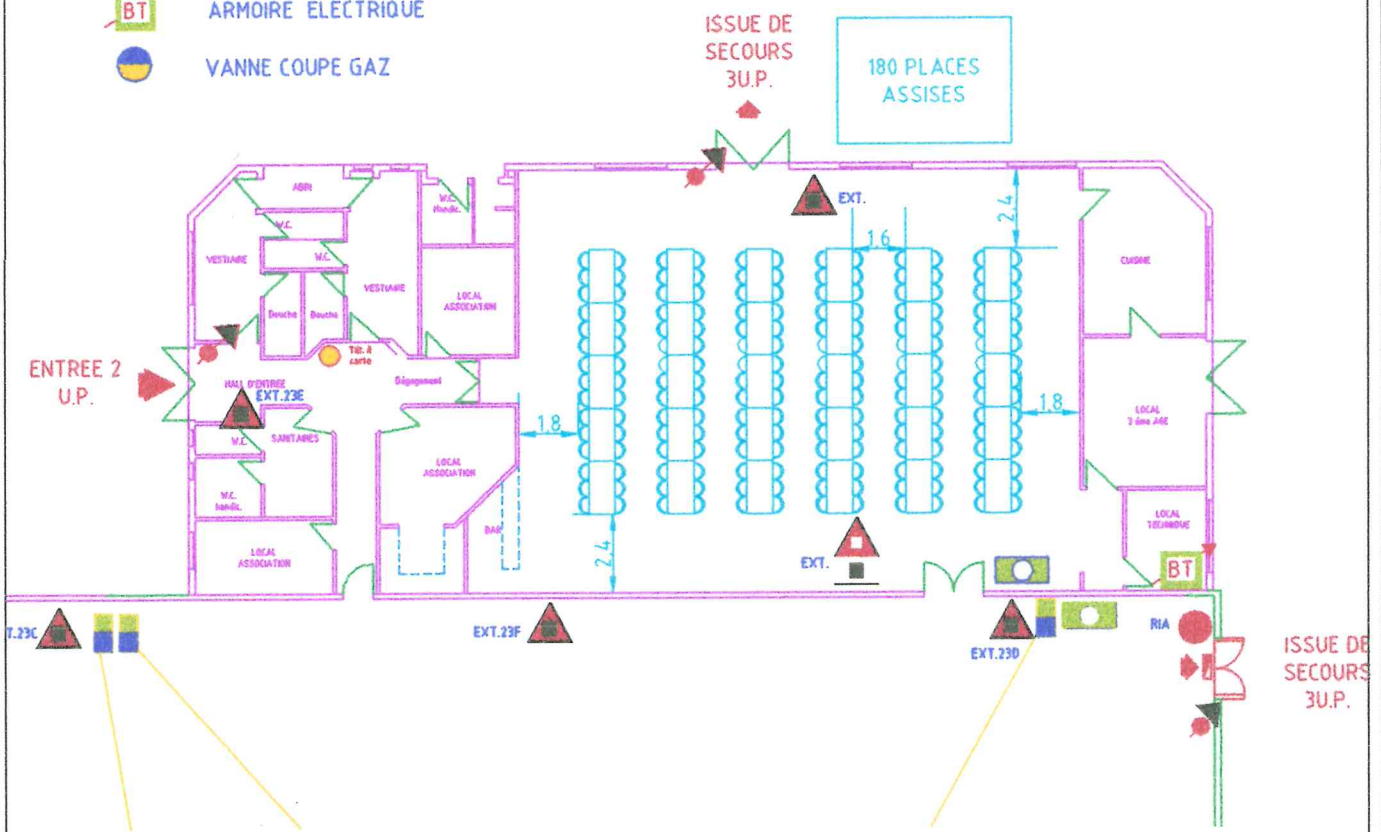 BT
ARMOIRE ELECTRIQUE
VANNE COUPE GAZ
ISSUE DE
SECOURS
3U.P.
180 PLACES
ASSISES
ABRI
W.C.
W.C.
Handic.
EXT.
2.4
1.6
VESTIAIRE
W.C.
VESTIAIRE
LOCAL
ASSOCIATION
CUISINE
Douche
Douche
Tél. à
carte
ENTREE 2
U.P.
HALL D'ENTREE
Dégagement
EXT.23E
1.8
1.8
LOCAL
3 ème AGE
W.C
SANITAIRES
LOCAL
ASSOCIATION
W.C.
handic.
BAR
LOCAL
TECHNIQUE
LOCAL
ASSOCIATION
2.4
EXT.
BT
T.23C
EXT.23F
EXT.23D
RIA
ISSUE DE
SECOURS
3U.P.